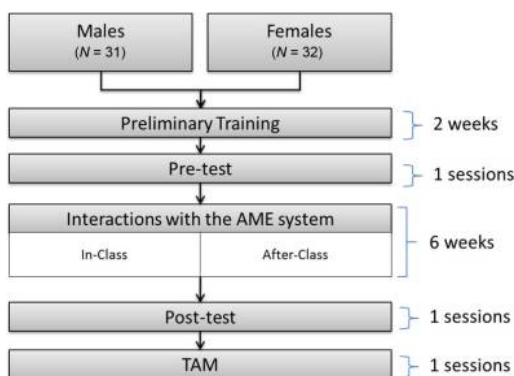 Males
(N = 31)
Females
(N = 32)
Preliminary Training
2 weeks
Pre-test
1 sessions
Interactions with the AME system
In-Class
After-Class
6 weeks
Post-test
1 sessions
TAM
1 sessions